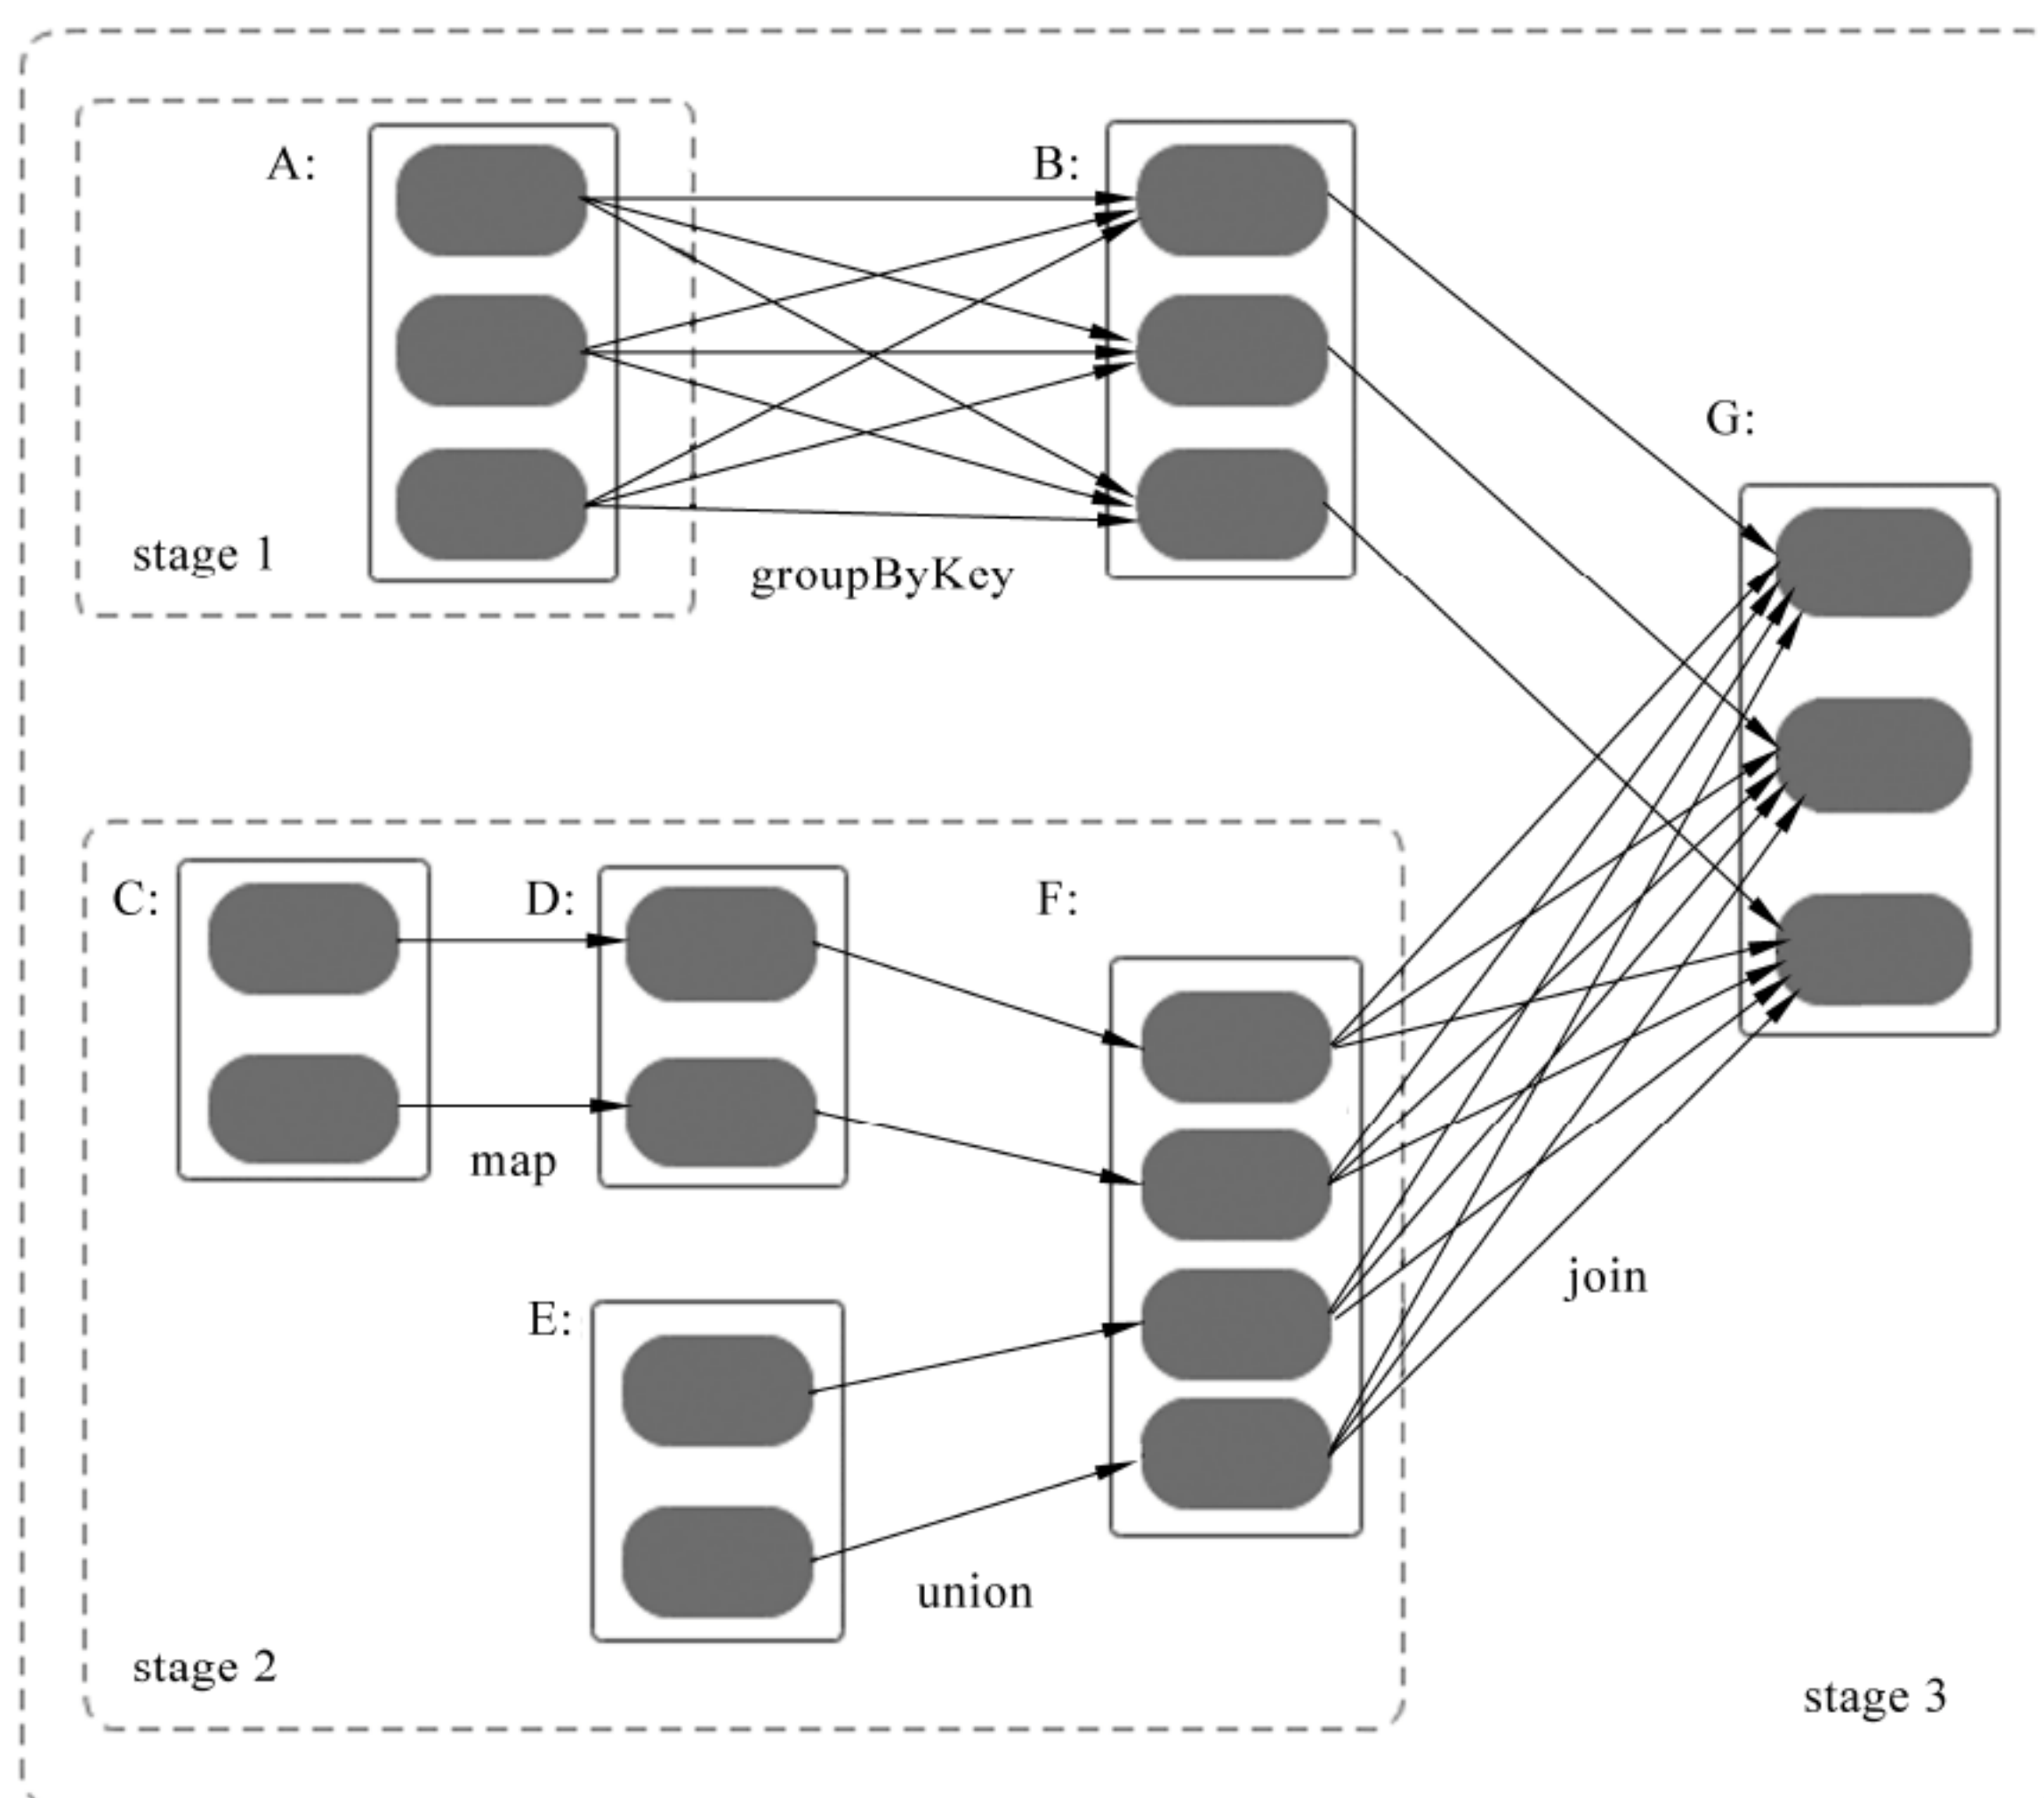 A:
B:
stage 1
groupByKey
G:
C:
D:
F:
map
E:
join
union
stage 2
stage 3